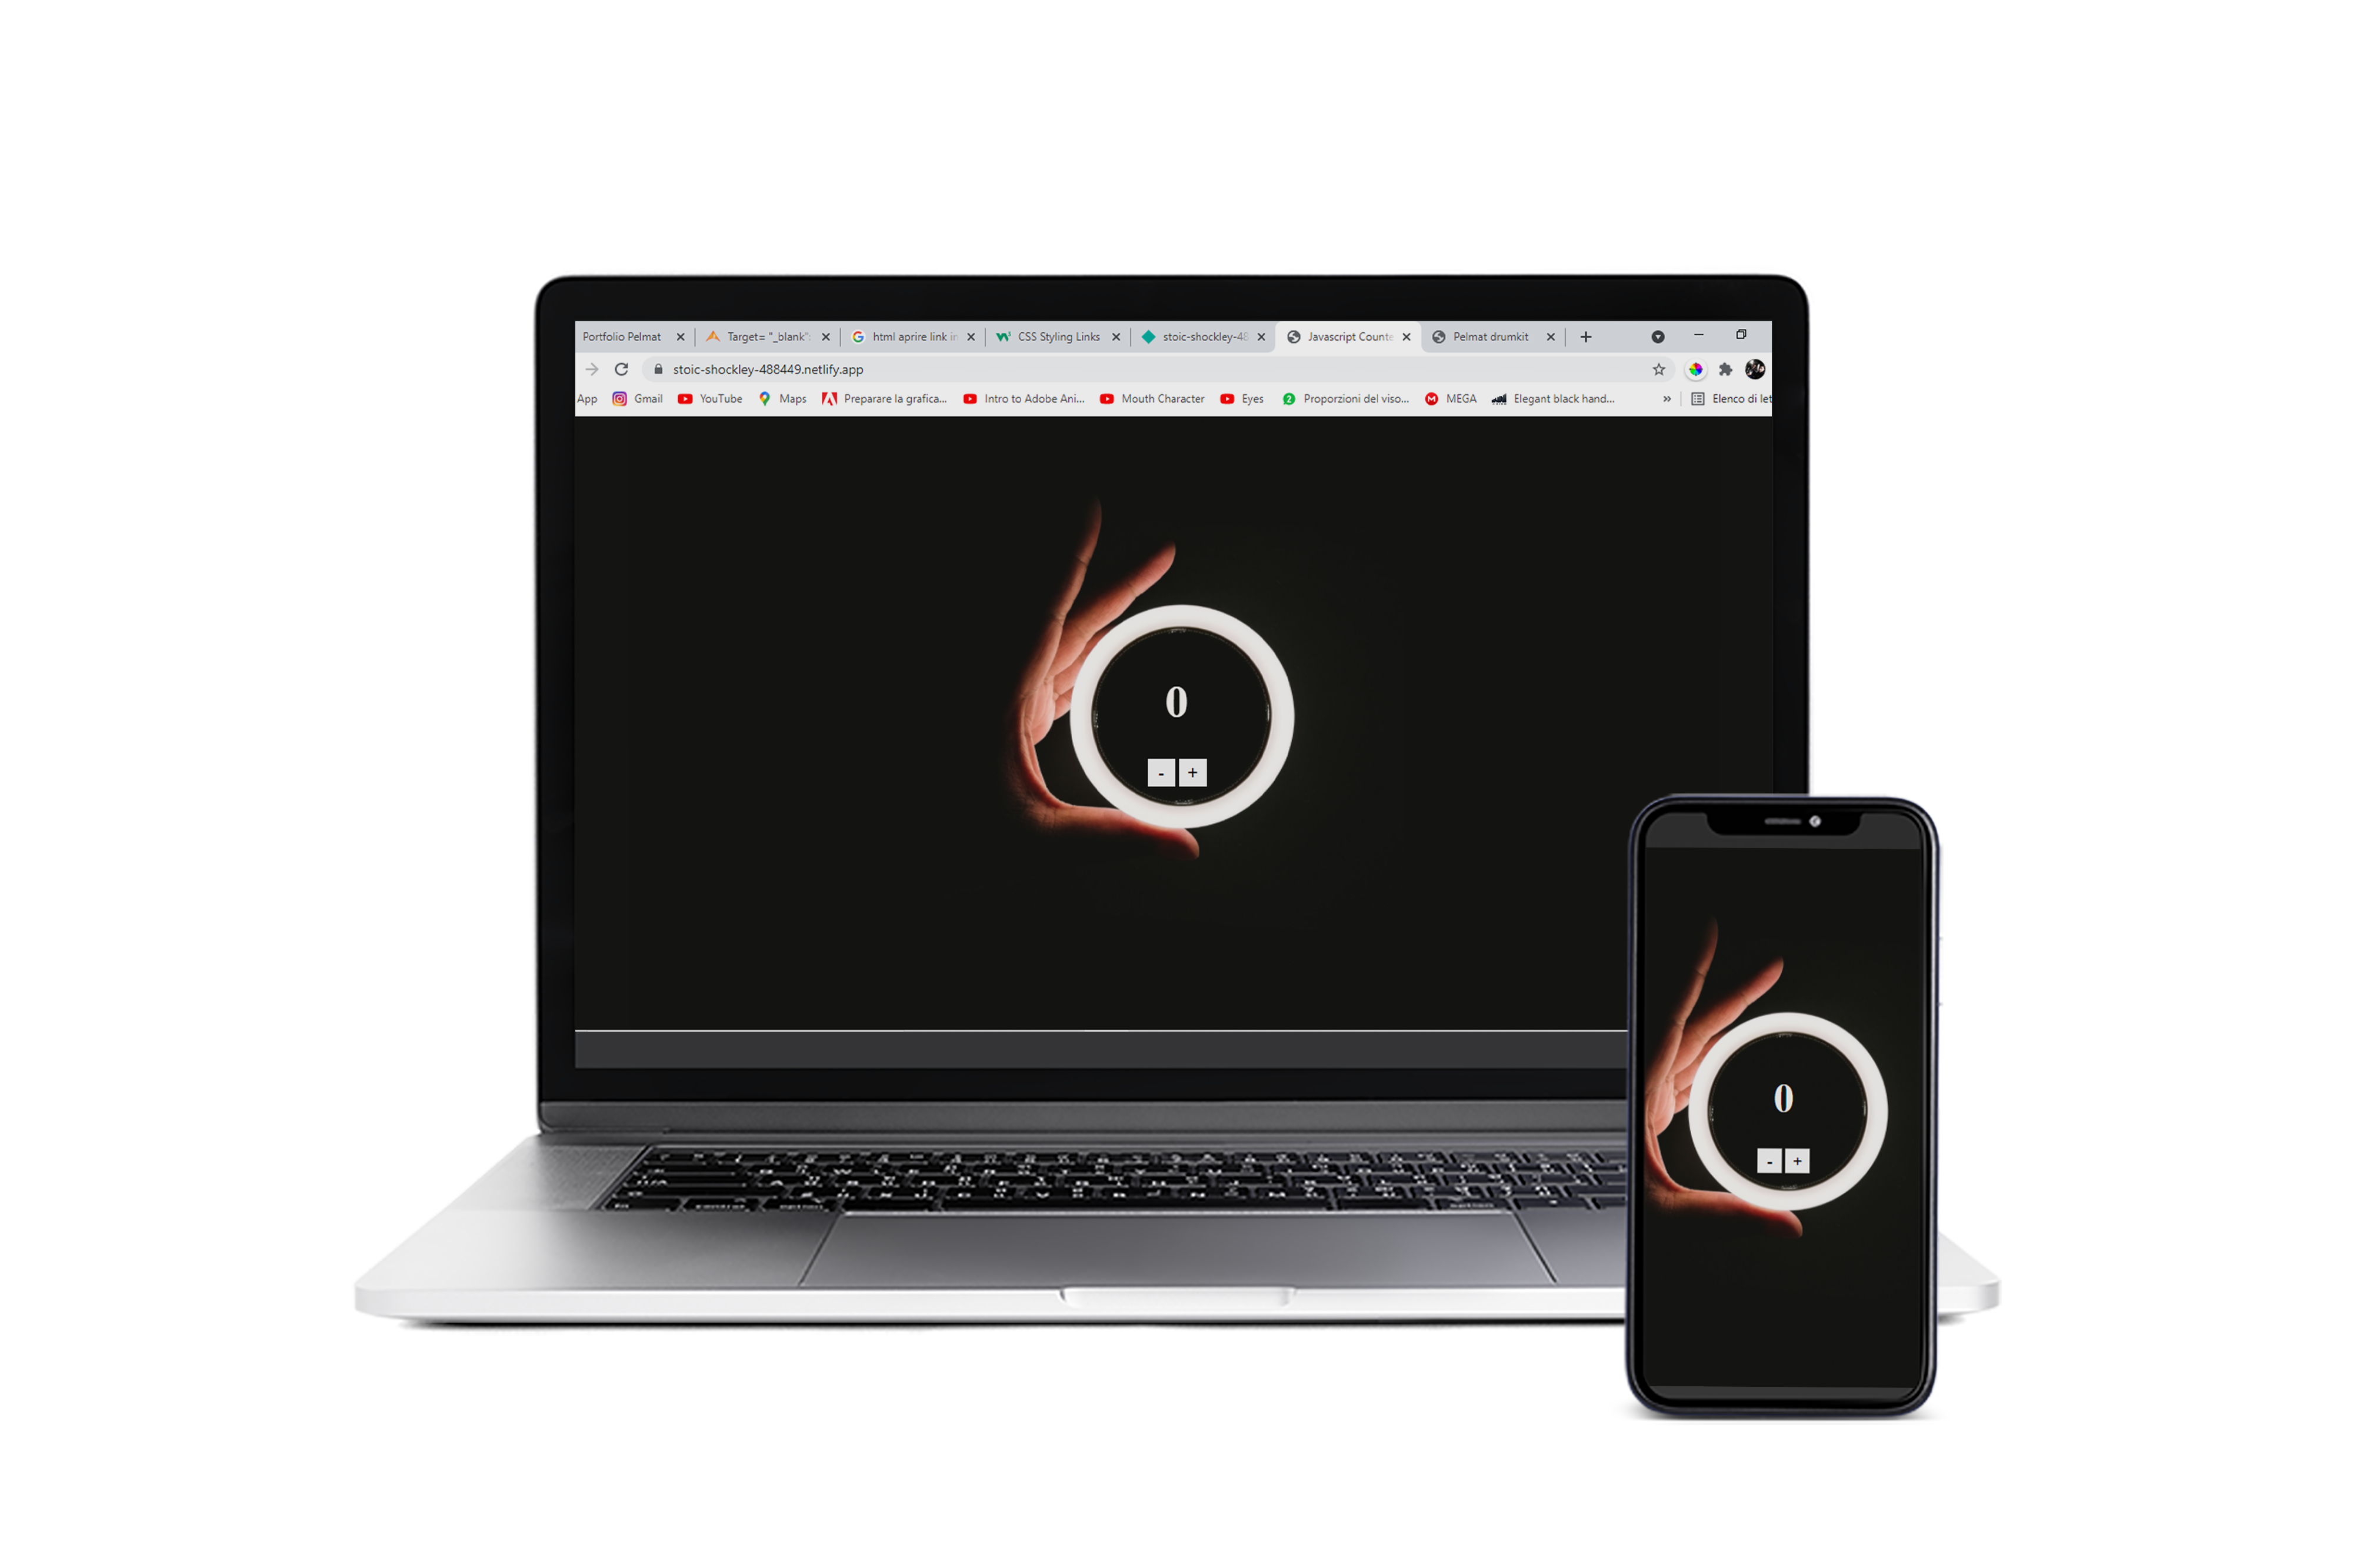 Portfolio Pelmat Target= "_blank": html aprire link in CSS Styling Links stoic-shockley-48 Javascript Counte Pelmat drumkit
stoic-shockley-488449.netlify.app
App Gmail YouTube Maps Preparare la grafica... Intro to Adobe Ani... Mouth Character Eyes Proporzioni del viso... MEGA Elegant black hand... » Elenco di let
0
- +
0
- +